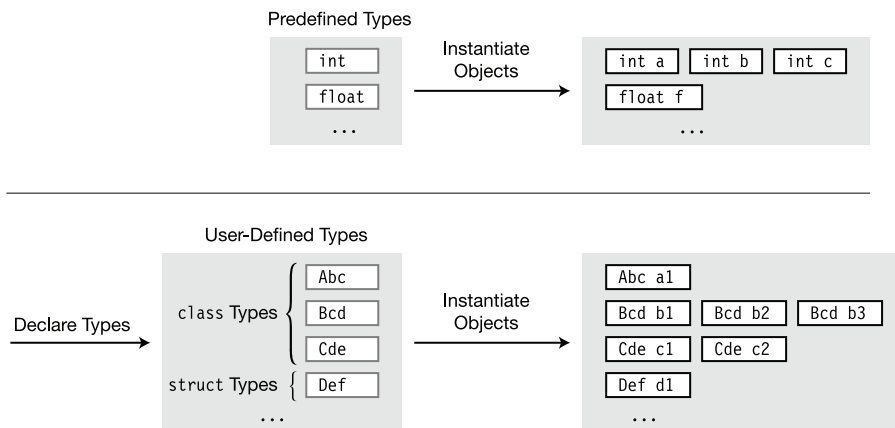 Predefined Types
int
float
...
Instantiate
Objects
int a int b int c
float f
...
User-Defined Types
Declare Types
class Types
Abc
Bcd
Cde
struct Types
Def
...
Instantiate
Objects
Abc a1
Bcd b1 Bcd b2 Bcd b3
Cde c1 Cde c2
Def d1
...